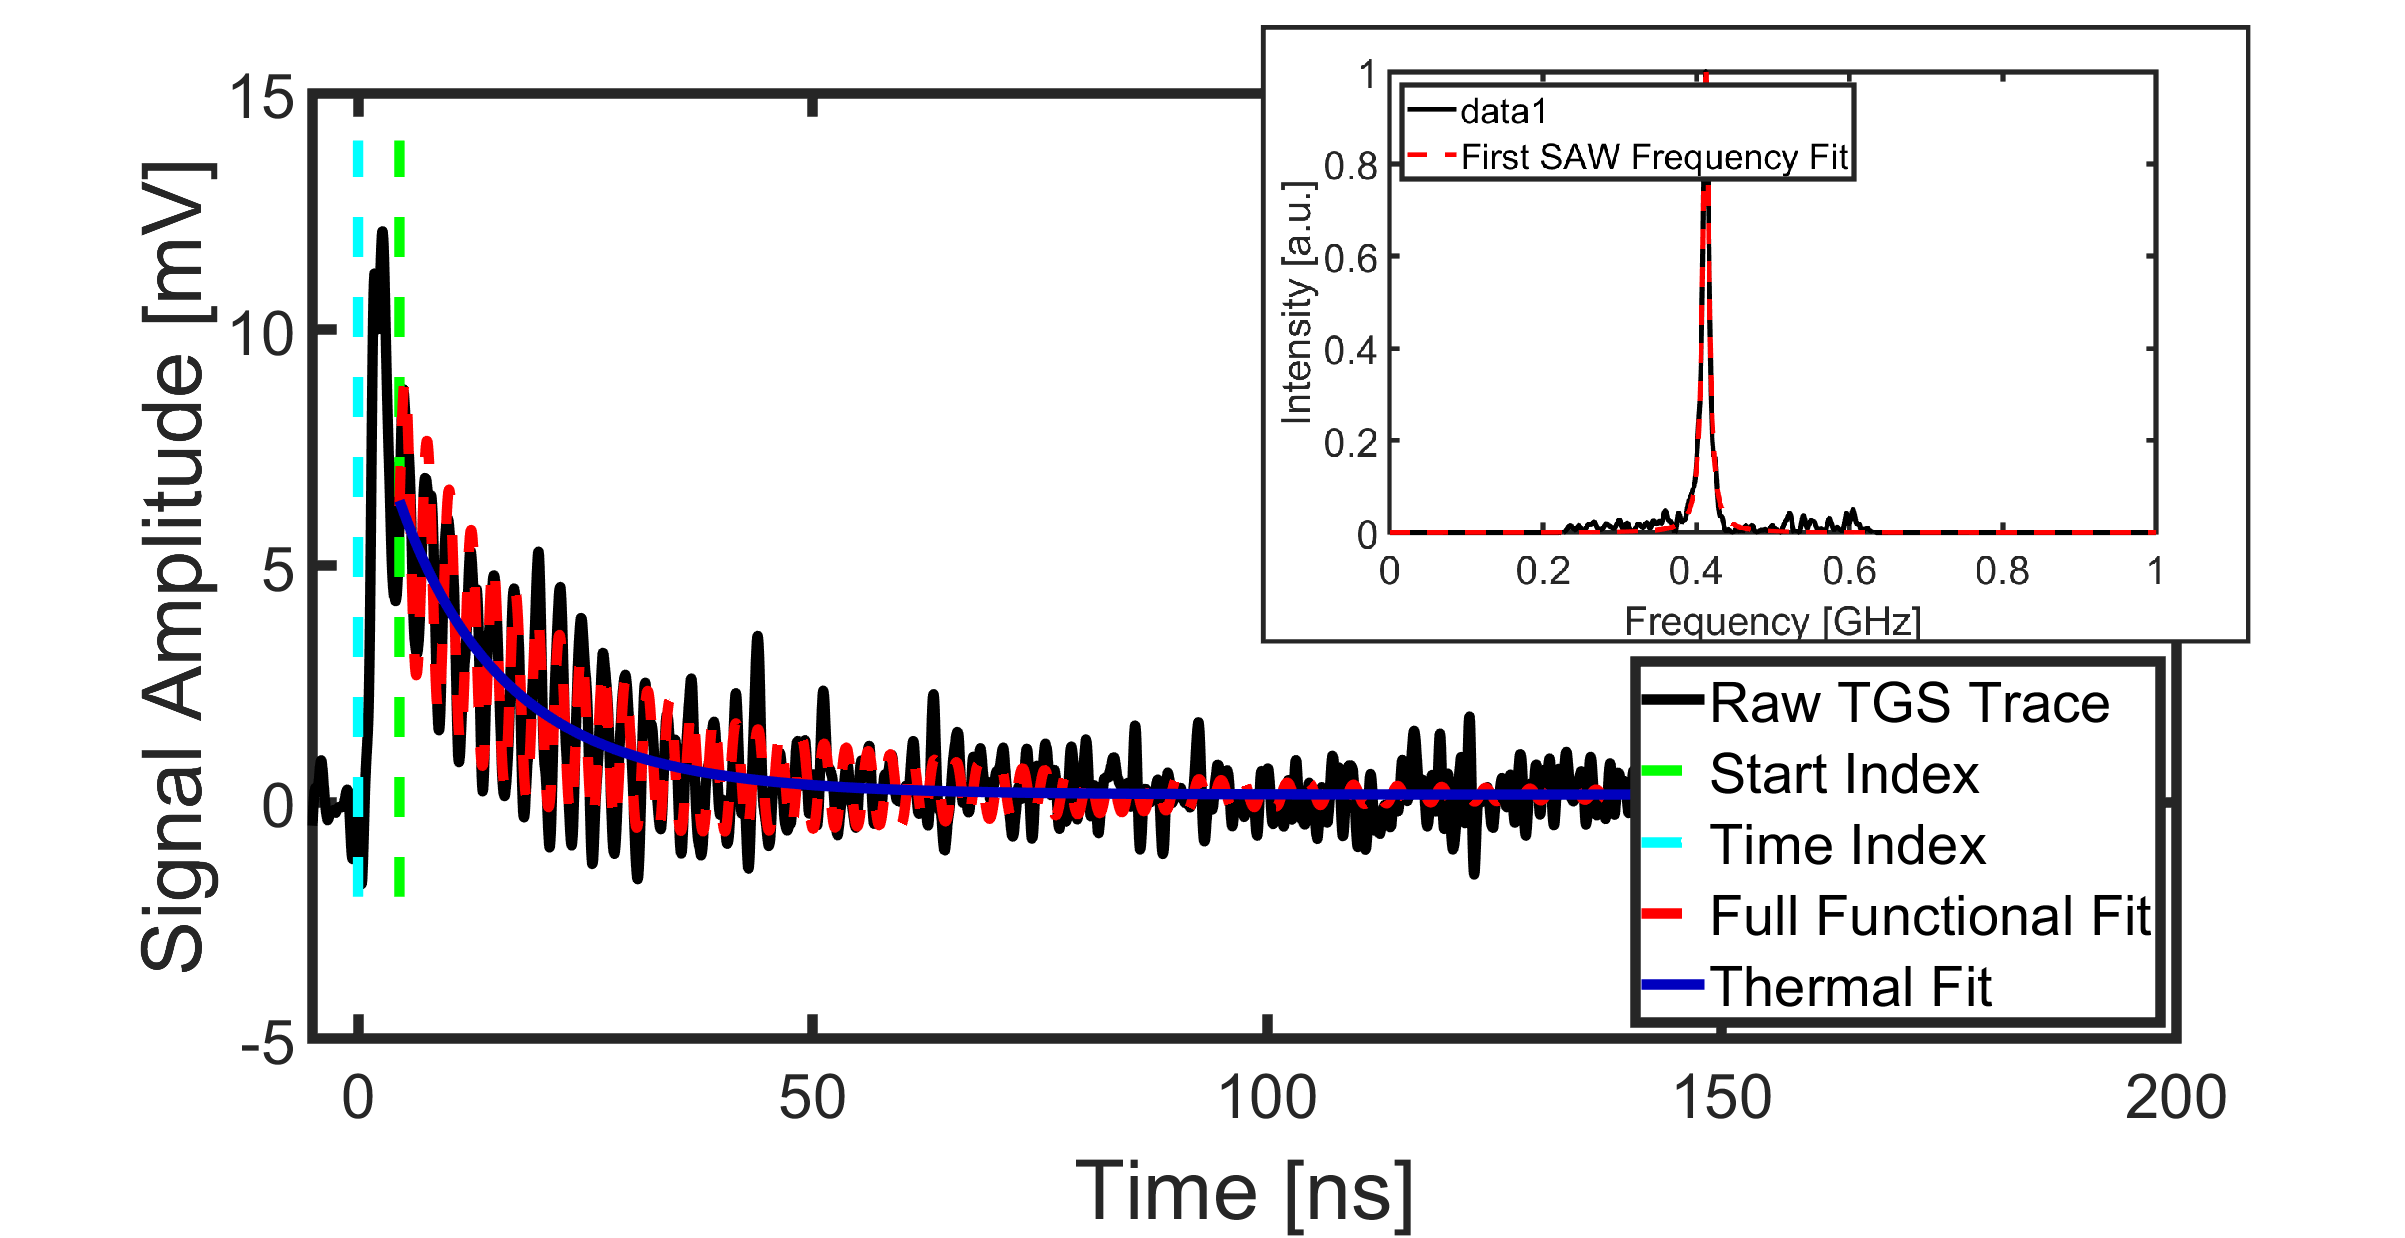 15
10
5
0
-5
Signal Amplitude [mV]
0
50
100
150
200
Time [ns]
1
0.8
0.6
0.4
0.2
0
Intensity [a.u.]
data1
First SAW Frequency Fit
0
0.2
0.4
0.6
0.8
1
Frequency [GHz]
Raw TGS Trace
Start Index
Time Index
Full Functional Fit
Thermal Fit